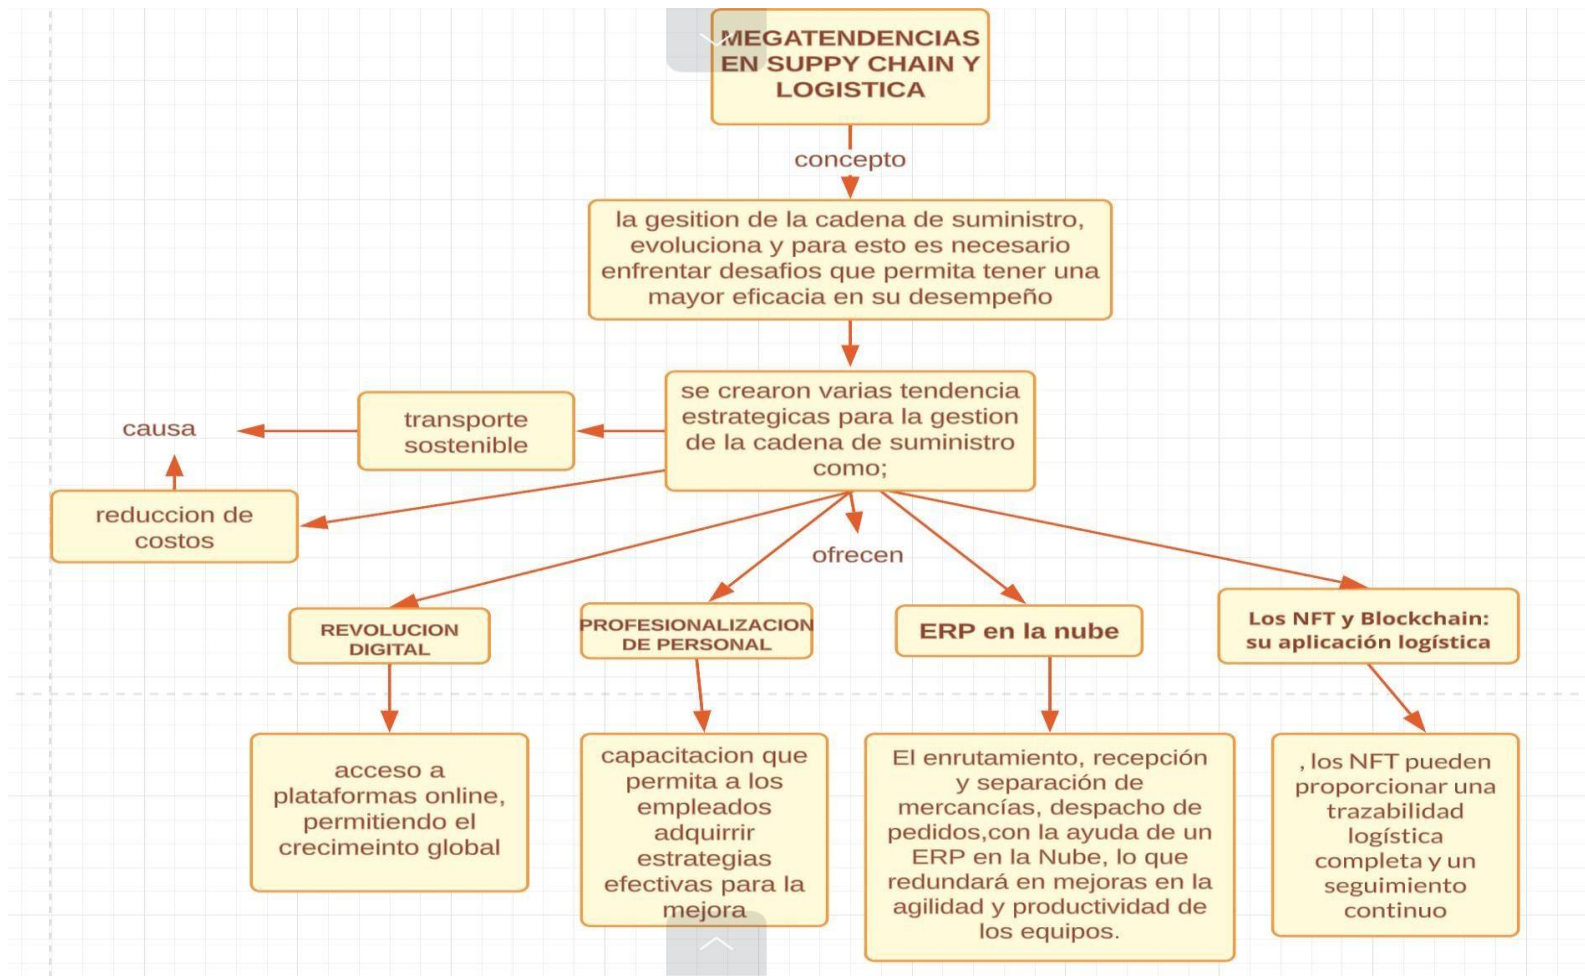 MEGATENDENCIAS
EN SUPPY CHAIN Y
LOGISTICA
concepto
la gesition de la cadena de suministro,
evoluciona y para esto es necesario
enfrentar desafios que permita tener una
mayor eficacia en su desempeño
se crearon varias tendencia
estrategicas para la gestion
de la cadena de suministro
como;
transporte
sostenible
causa
reduccion de
costos
ofrecen
REVOLUCION
DIGITAL
PROFESIONALIZACION
DE PERSONAL
ERP en la nube
Los NFT y Blockchain:
su aplicación logística
acceso a
plataformas online,
permitiendo el
crecimeinto global
capacitacion que
permita a los
empleados
adquirrir
estrategias
efectivas para la
mejora
El enrutamiento, recepción
y separación de
mercancías, despacho de
pedidos,con la ayuda de un
ERP en la Nube, lo que
redundará en mejoras en la
agilidad y productividad de
los equipos.
, los NFT pueden
proporcionar una
trazabilidad
logística
completa y un
seguimiento
continuo